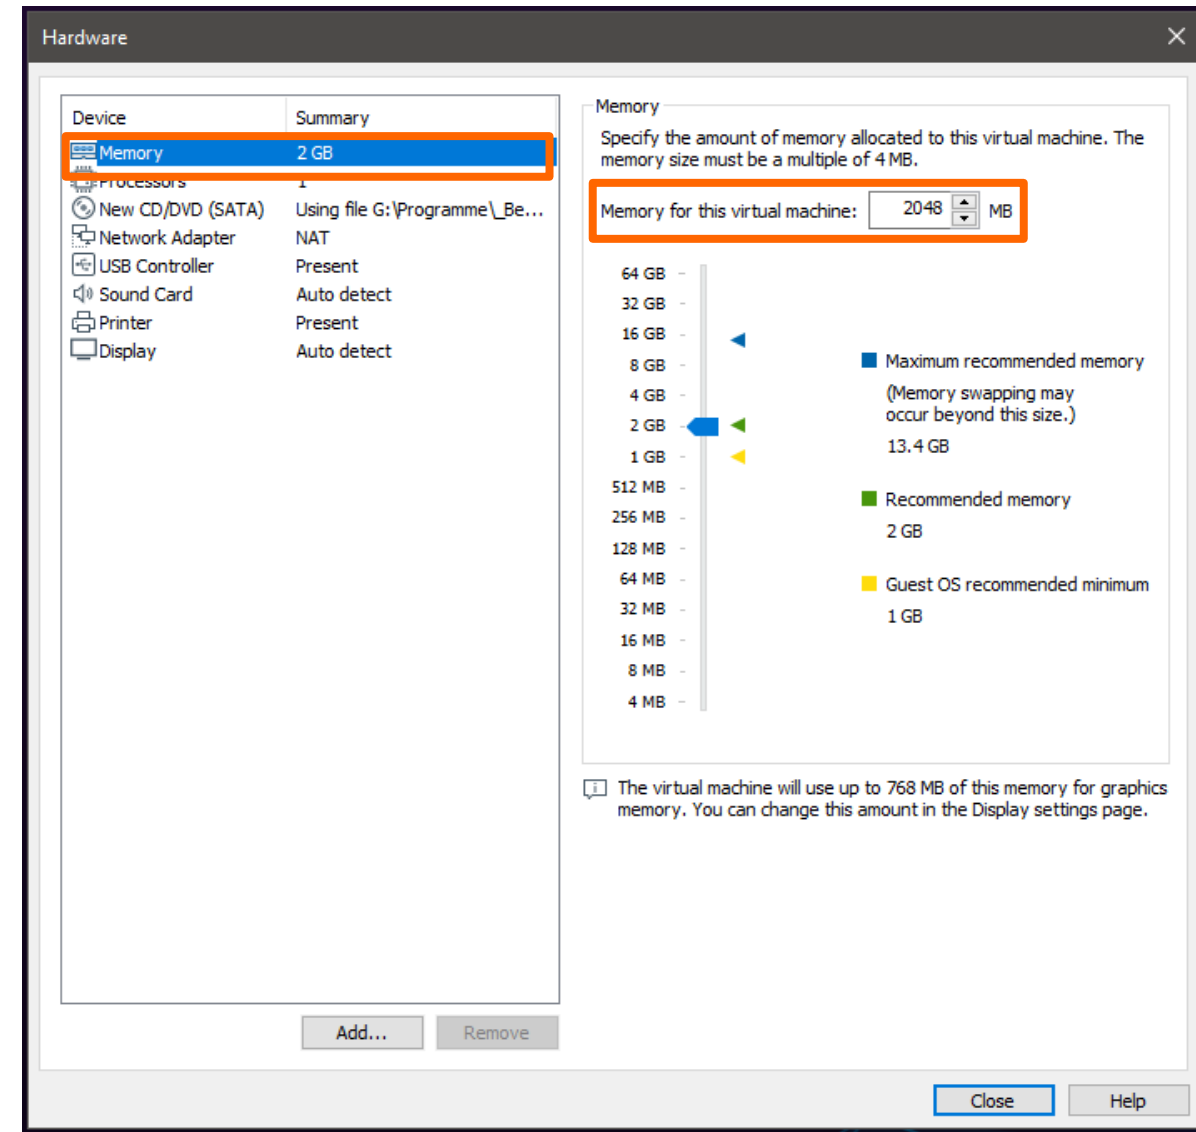 Hardware
Device Summary
Memory 2 GB
Processors 1
New CD/DVD (SATA) Using file G:\Programme\_Be...
Network Adapter NAT
USB Controller Present
Sound Card Auto detect
Printer Present
Display Auto detect
Add... Remove
Memory
Specify the amount of memory allocated to this virtual machine. The
memory size must be a multiple of 4 MB.
Memory for this virtual machine: 2048 MB
64 GB
32 GB
16 GB
8 GB
4 GB
2 GB
1 GB
512 MB
256 MB
128 MB
64 MB
32 MB
16 MB
8 MB
4 MB
Maximum recommended memory
(Memory swapping may
occur beyond this size.)
13.4 GB
Recommended memory
2 GB
Guest OS recommended minimum
1 GB
The virtual machine will use up to 768 MB of this memory for graphics
memory. You can change this amount in the Display settings page.
Close Help